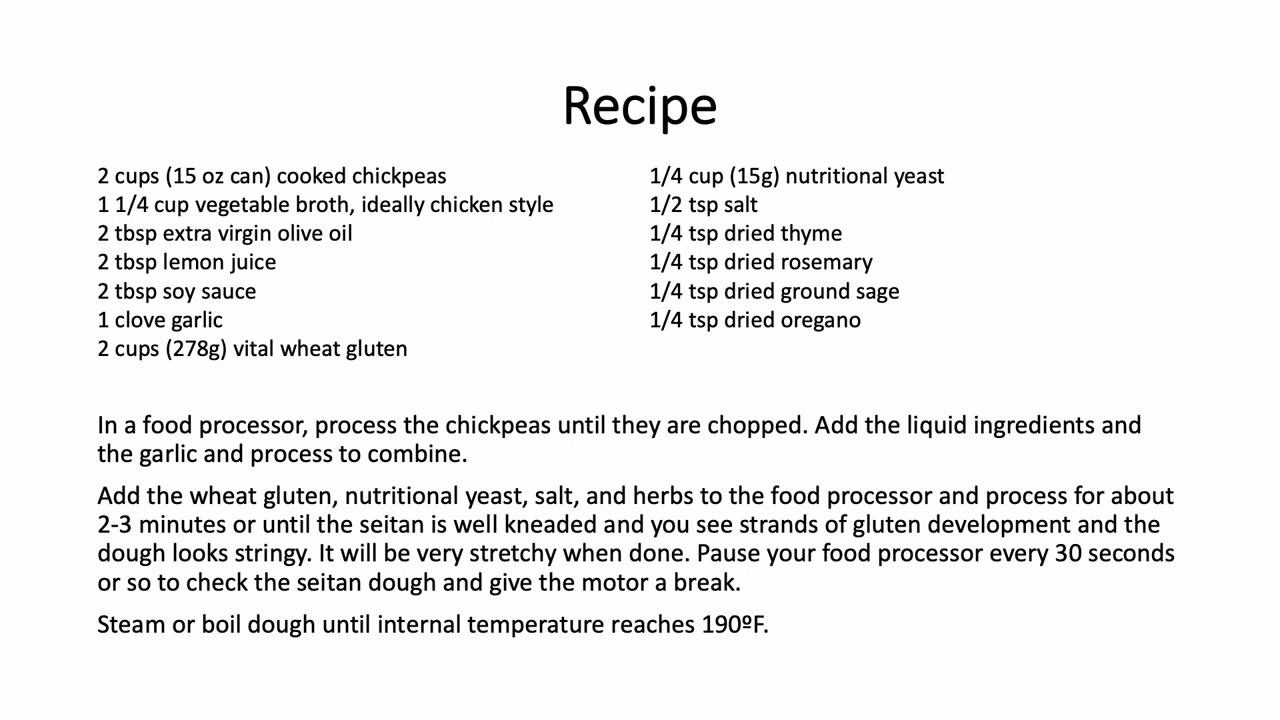 Recipe
2 cups (15 oz can) cooked chickpeas
1 1/4 cup vegetable broth, ideally chicken style
2 tbsp extra virgin olive oil
2 tbsp lemon juice
2 tbsp soy sauce
1 clove garlic
2 cups (278g) vital wheat gluten
1/4 cup (15g) nutritional yeast
1/2 tsp salt
1/4 tsp dried thyme
1/4 tsp dried rosemary
1/4 tsp dried ground sage
1/4 tsp dried oregano
In a food processor, process the chickpeas until they are chopped. Add the liquid ingredients and
the garlic and process to combine.
Add the wheat gluten, nutritional yeast, salt, and herbs to the food processor and process for about
2-3 minutes or until the seitan is well kneaded and you see strands of gluten development and the
dough looks stringy. It will be very stretchy when done. Pause your food processor every 30 seconds
or so to check the seitan dough and give the motor a break.
Steam or boil dough until internal temperature reaches 190ºF.